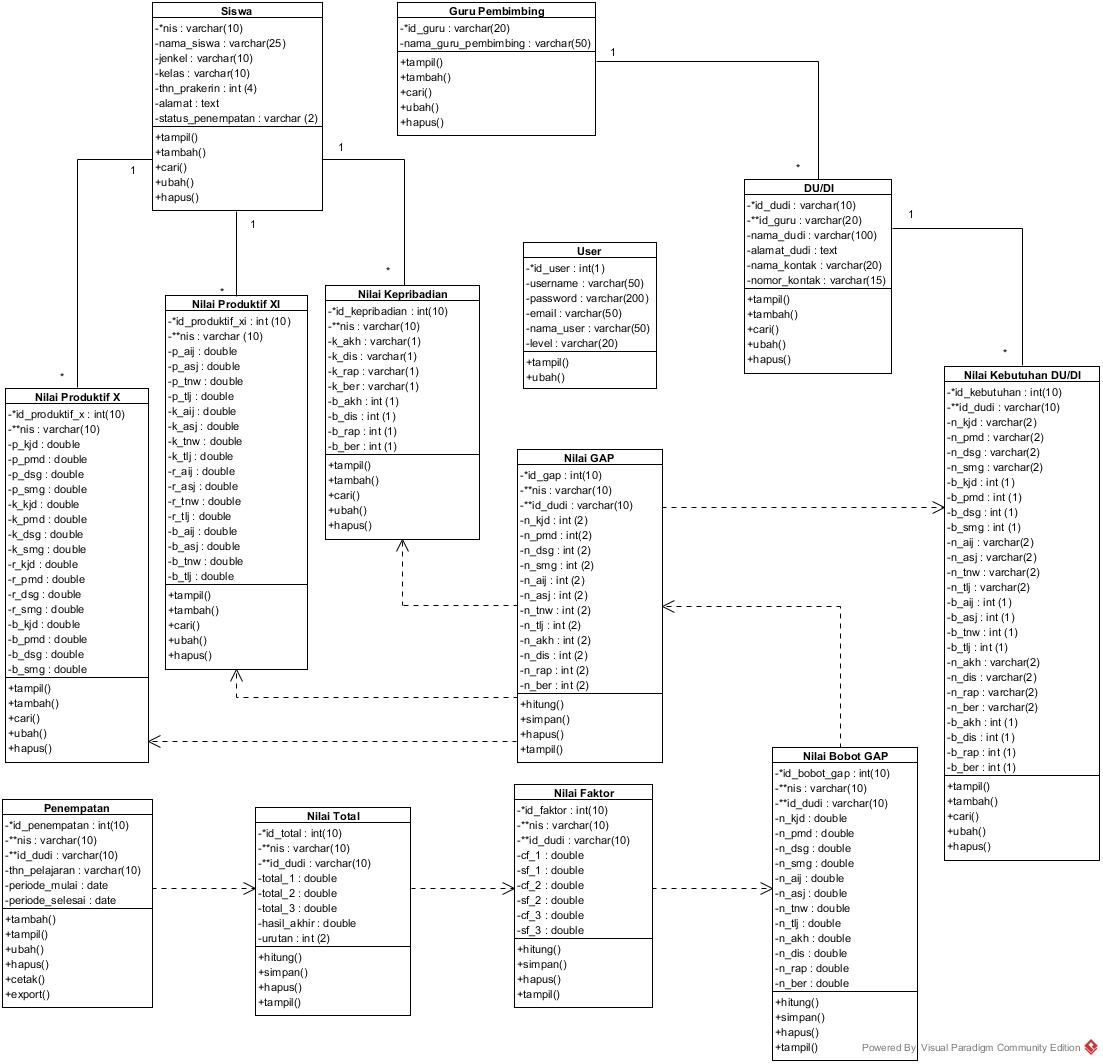 Siswa
-*nis : varchar(10)
-nama_siswa : varchar(25)
-jenkel : varchar(10)
-kelas : varchar(10)
-thn_prakerin : int (4)
-alamat : text
-status_penempatan : varchar (2)
+tampil()
+tambah()
+cari()
+ubah()
+hapus()
Guru Pembimbing
-*id_guru : varchar(20)
-nama_guru_pembimbing : varchar(50)
+tampil()
+tambah()
+cari()
+ubah()
+hapus()
1
*
1
1
1
*
*
*
DU/DI
-*id_dudi : varchar(10)
-**id_guru : varchar(20)
-nama_dudi : varchar(100)
-alamat_dudi : text
-nama_kontak : varchar(20)
-nomor_kontak : varchar(15)
+tampil()
+tambah()
+cari()
+ubah()
+hapus()
1
*
User
-*id_user : int(1)
-username : varchar(50)
-password : varchar(200)
-email : varchar(50)
-nama_user : varchar(50)
-level : varchar(20)
+tampil()
+ubah()
Nilai Produktif XI
-*id_produktif_xi : int (10)
-**nis : varchar (10)
-p_aij : double
-p_asj : double
-p_tnw : double
-p_tlj : double
-k_aij : double
-k_asj : double
-k_tnw : double
-k_tlj : double
-r_aij : double
-r_asj : double
-r_tnw : double
-r_tlj : double
-b_aij : double
-b_asj : double
-b_tnw : double
-b_tlj : double
+tampil()
+tambah()
+cari()
+ubah()
+hapus()
Nilai Kepribadian
-*id_kepribadian : int(10)
-**nis : varchar(10)
-k_akh : varchar(1)
-k_dis : varchar(1)
-k_rap : varchar(1)
-k_ber : varchar(1)
-b_akh : int (1)
-b_dis : int (1)
-b_rap : int (1)
-b_ber : int (1)
+tampil()
+tambah()
+cari()
+ubah()
+hapus()
Nilai Produktif X
-*id_produktif_x : int(10)
-**nis : varchar(10)
-p_kjd : double
-p_pmd : double
-p_dsg : double
-p_smg : double
-k_kjd : double
-k_pmd : double
-k_dsg : double
-k_smg : double
-r_kjd : double
-r_pmd : double
-r_dsg : double
-r_smg : double
-b_kjd : double
-b_pmd : double
-b_dsg : double
-b_smg : double
+tampil()
+tambah()
+cari()
+ubah()
+hapus()
Nilai GAP
-*id_gap : int(10)
-**nis : varchar(10)
-**id_dudi : varchar(10)
-n_kjd : int (2)
-n_pmd : int(2)
-n_dsg : int (2)
-n_smg : int (2)
-n_aij : int (2)
-n_asj : int (2)
-n_tnw : int (2)
-n_tlj : int (2)
-n_akh : int (2)
-n_dis : int (2)
-n_rap : int (2)
-n_ber : int (2)
+hitung()
+simpan()
+hapus()
+tampil()
Nilai Kebutuhan DU/DI
-*id_kebutuhan : int(10)
-**id_dudi : varchar(10)
-n_kjd : varchar(2)
-n_pmd : varchar(2)
-n_dsg : varchar(2)
-n_smg : varchar(2)
-b_kjd : int (1)
-b_pmd : int (1)
-b_dsg : int (1)
-b_smg : int (1)
-n_aij : varchar(2)
-n_asj : varchar(2)
-n_tnw : varchar(2)
-n_tlj : varchar(2)
-b_aij : int (1)
-b_asj : int (1)
-b_tnw : int (1)
-b_tlj : int (1)
-n_akh : varchar(2)
-n_dis : varchar(2)
-n_rap : varchar(2)
-n_ber : varchar(2)
-b_akh : int (1)
-b_dis : int (1)
-b_rap : int (1)
-b_ber : int (1)
+tampil()
+tambah()
+cari()
+ubah()
+hapus()
Penempatan
-*id_penempatan : int(10)
-**nis : varchar(10)
-**id_dudi : varchar(10)
-thn_pelajaran : varchar(10)
-periode_mulai : date
-periode_selesai : date
+tambah()
+tampil()
+ubah()
+hapus()
+cetak()
+export()
Nilai Total
-*id_total : int(10)
-**nis : varchar(10)
-**id_dudi : varchar(10)
-total_1 : double
-total_2 : double
-total_3 : double
-hasil_akhir : double
-urutan : int (2)
+hitung()
+simpan()
+hapus()
+tampil()
Nilai Faktor
-*id_faktor : int(10)
-**nis : varchar(10)
-**id_dudi : varchar(10)
-cf_1 : double
-sf_1 : double
-cf_2 : double
-sf_2 : double
-cf_3 : double
-sf_3 : double
+hitung()
+simpan()
+hapus()
+tampil()
Nilai Bobot GAP
-*id_bobot_gap : int(10)
-**nis : varchar(10)
-**id_dudi : varchar(10)
-n_kjd : double
-n_pmd : double
-n_dsg : double
-n_smg : double
-n_aij : double
-n_asj : double
-n_tnw : double
-n_tlj : double
-n_akh : double
-n_dis : double
-n_rap : double
-n_ber : double
+hitung()
+simpan()
+hapus()
+tampil()
Powered By Visual Paradigm Community Edition